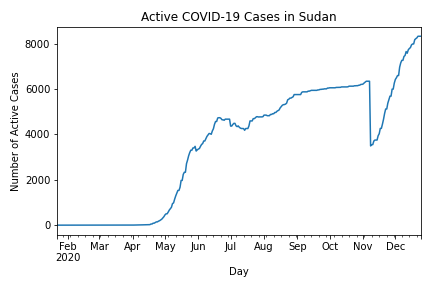 Active COVID-19 Cases in Sudan
Number of Active Cases
8000
6000
4000
2000
0
Feb Mar Apr May Jun Jul Aug Sep Oct Nov Dec
2020
Day